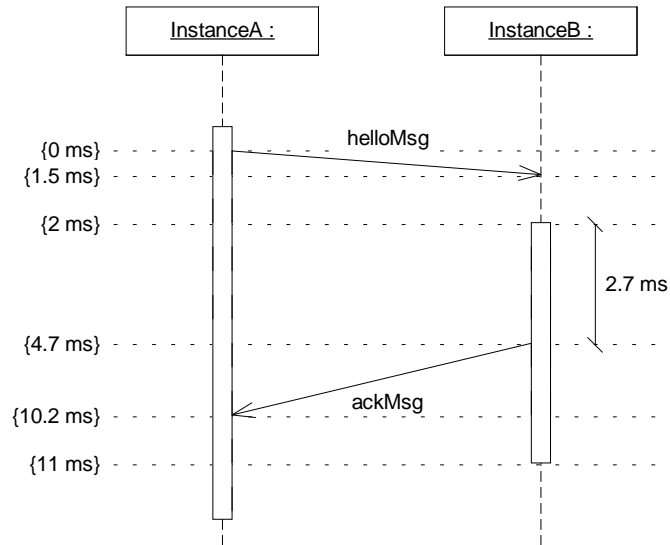 InstanceA :
InstanceB :
helloMsg
{0 ms}
{1.5 ms}
{2 ms}
2.7 ms
{4.7 ms}
ackMsg
{10.2 ms}
{11 ms}